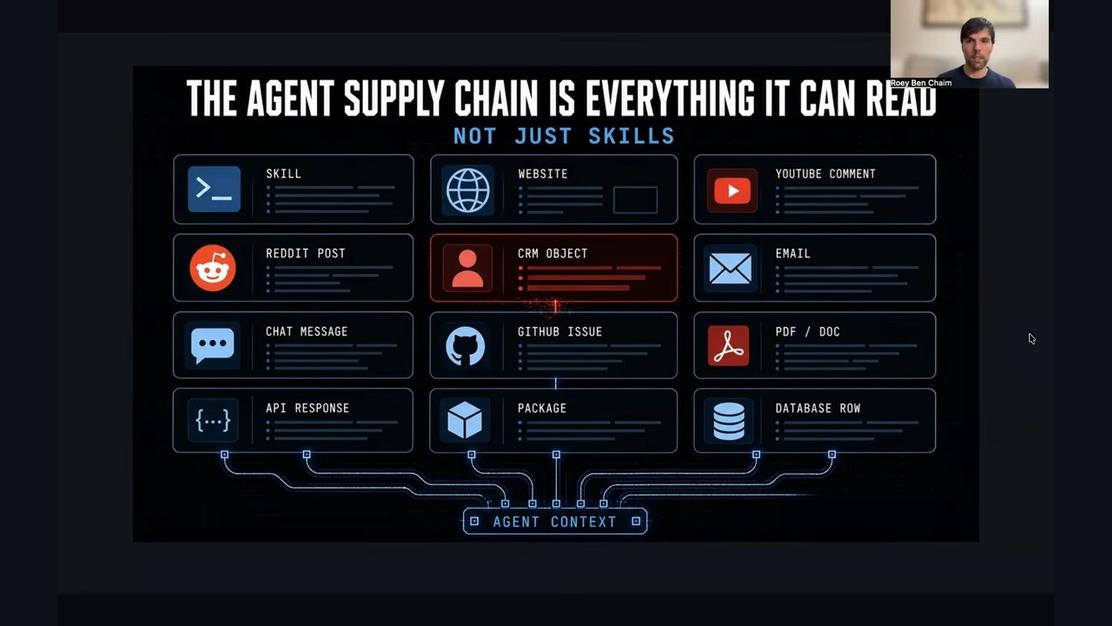 Roey Ben Chaim
THE AGENT SUPPLY CHAIN IS EVERYTHING IT CAN READ
NOT JUST SKILLS
SKILL
WEBSITE
YOUTUBE COMMENT
REDDIT POST
CRM OBJECT
EMAIL
CHAT MESSAGE
GITHUB ISSUE
PDF / DOC
{...}
API RESPONSE
PACKAGE
DATABASE ROW
AGENT CONTEXT